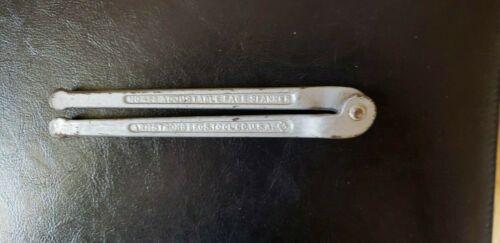 ADJUSTABLE FACE SPANNER
ARMSTRONG BROS. TOOL CO. U.S.A.